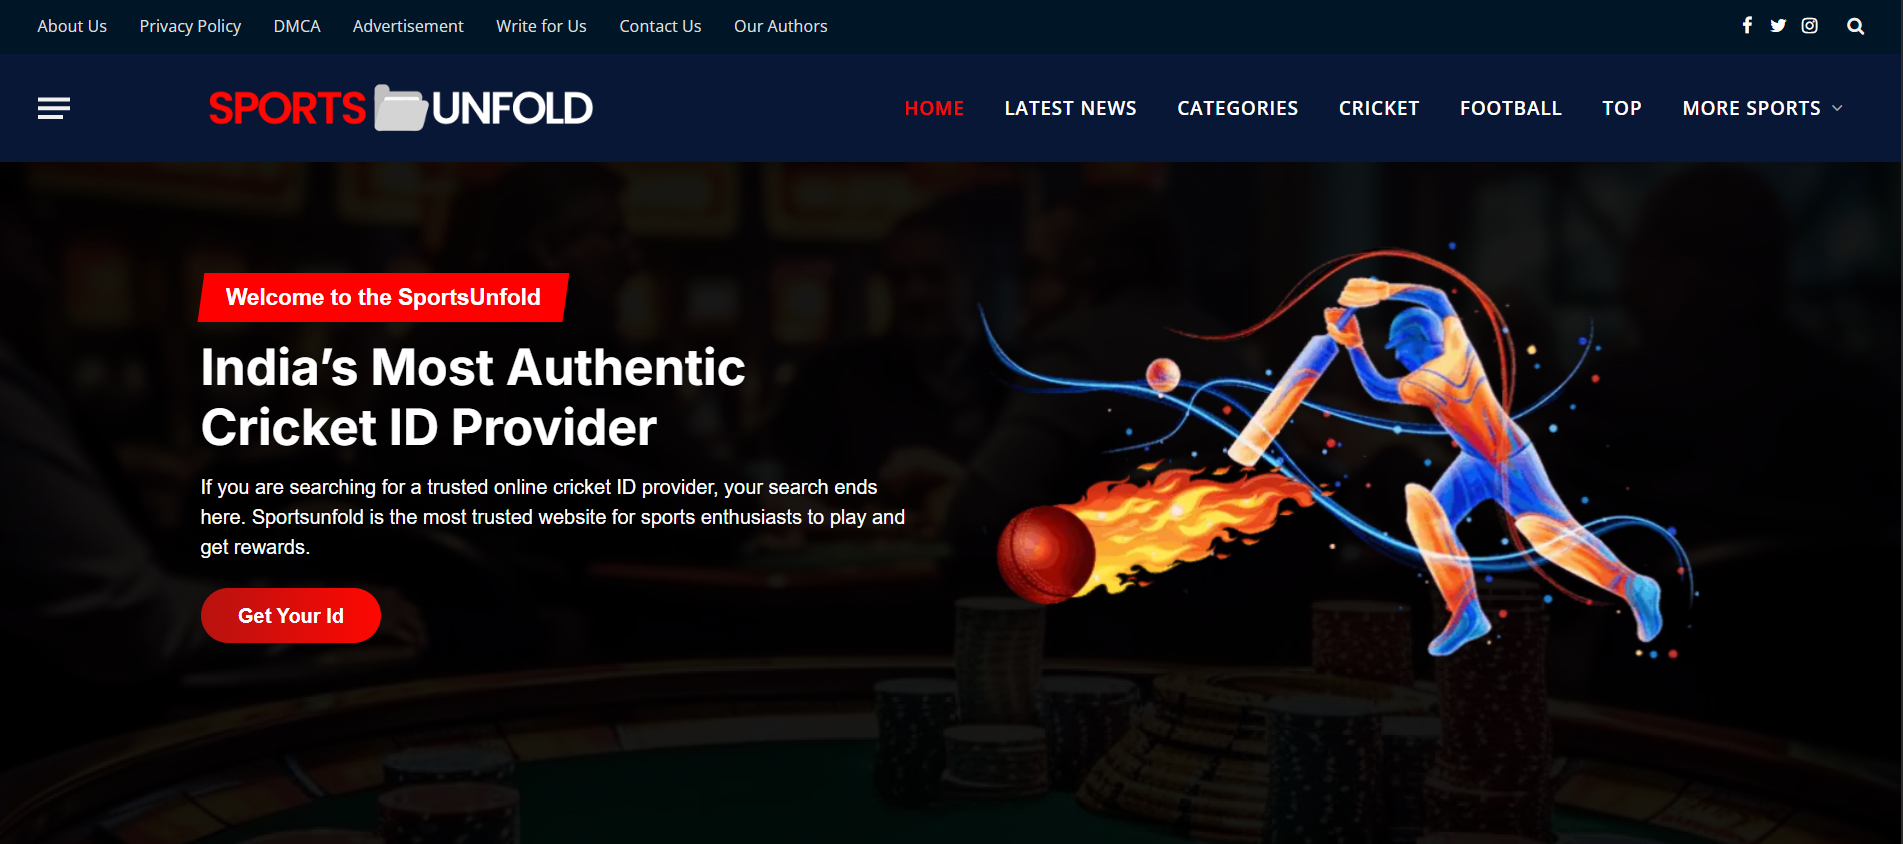 About Us Privacy Policy DMCA Advertisement Write for Us Contact Us Our Authors
SPORTS UNFOLD
HOME LATEST NEWS CATEGORIES CRICKET FOOTBALL TOP MORE SPORTS
Welcome to the SportsUnfold
India’s Most Authentic
Cricket ID Provider
If you are searching for a trusted online cricket ID provider, your search ends
here. Sportsunfold is the most trusted website for sports enthusiasts to play and
get rewards.
Get Your Id